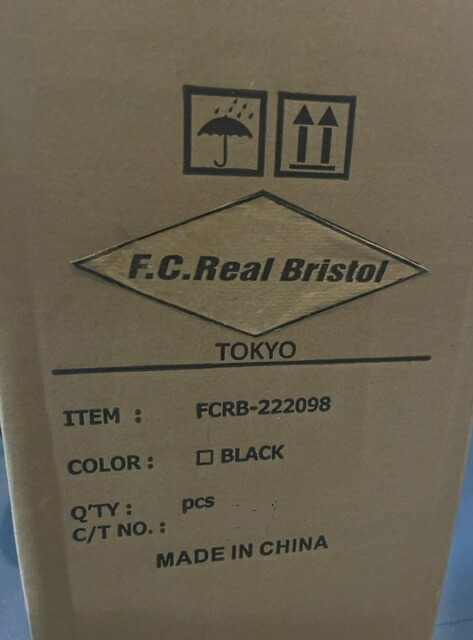 F.C.Real Bristol
TOKYO
ITEM : FCRB-222098
COLOR : □ BLACK
Q'TY : pcs
C/T NO. :
MADE IN CHINA